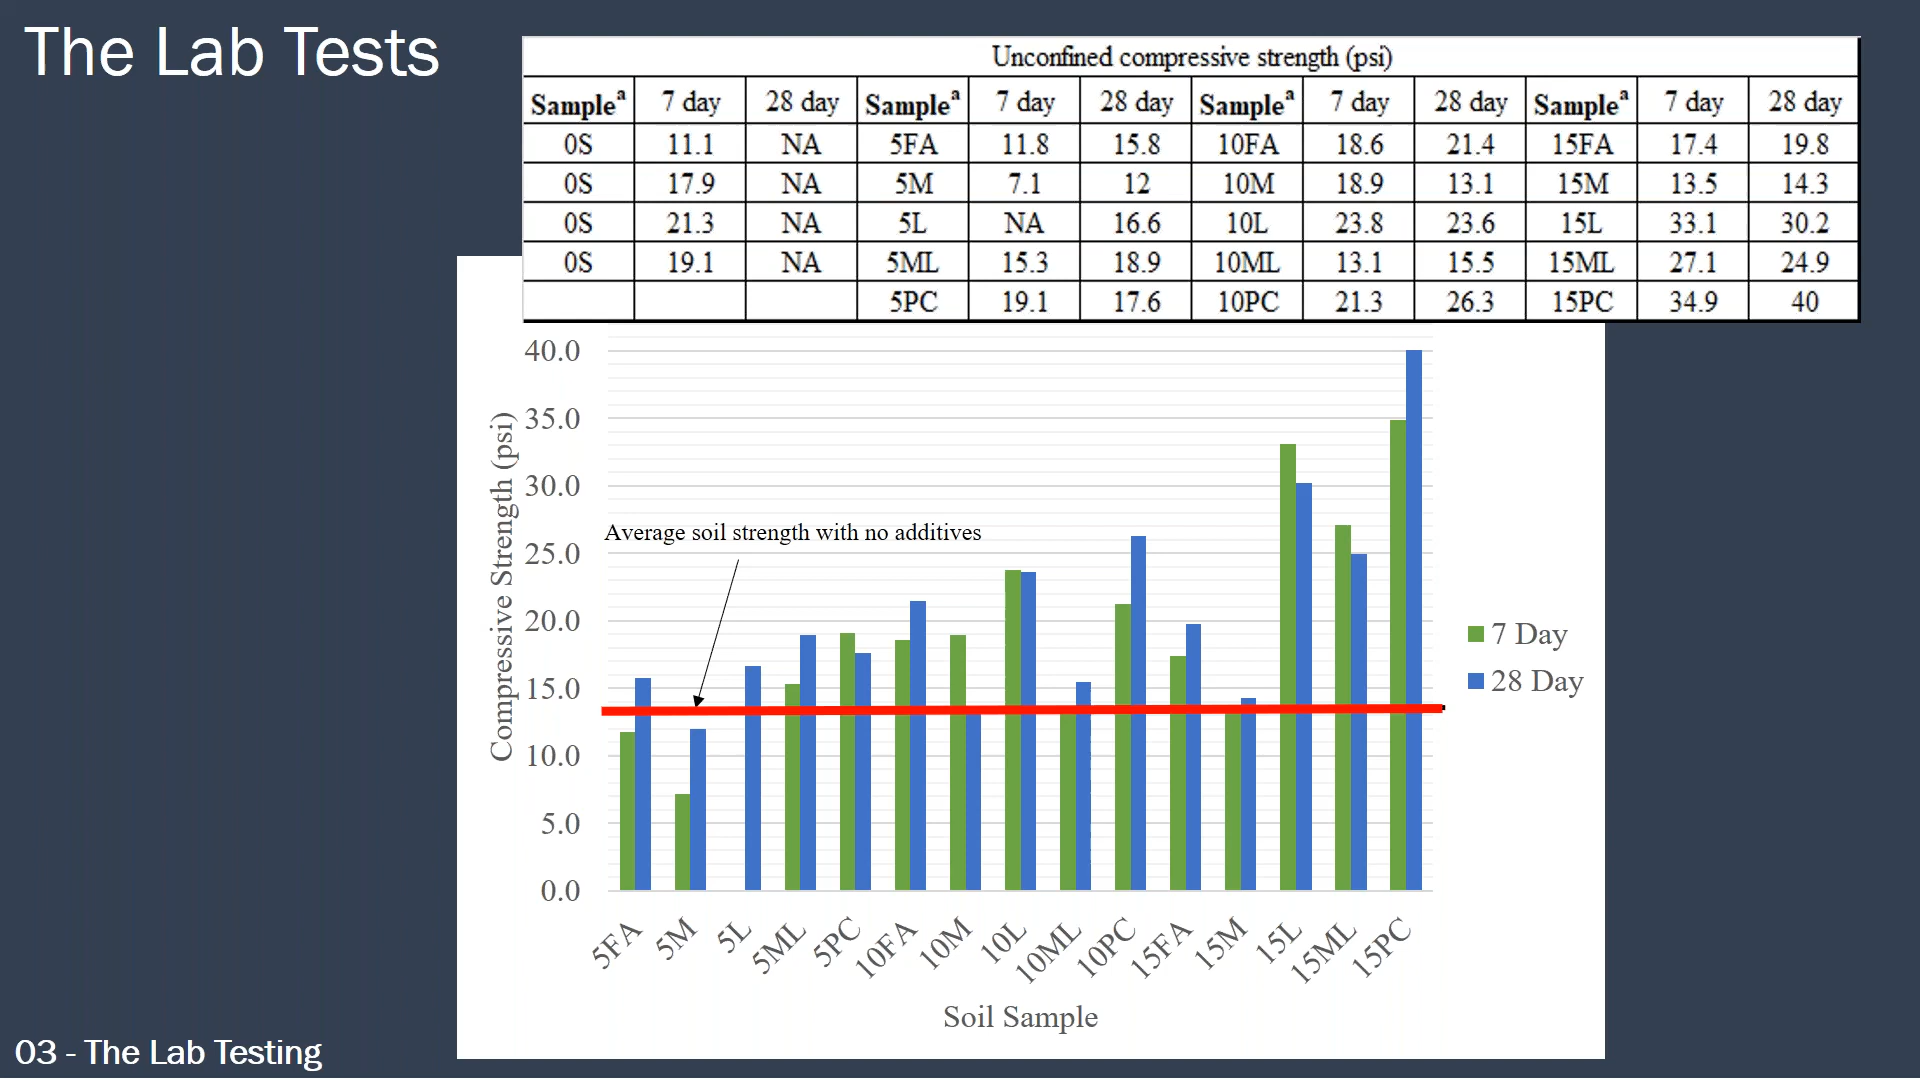 The Lab Tests
Unconfined compressive strength (psi)
Sampleᵃ 7 day 28 day Sampleᵃ 7 day 28 day Sampleᵃ 7 day 28 day Sampleᵃ 7 day 28 day
0S 11.1 NA 5FA 11.8 15.8 10FA 18.6 21.4 15FA 17.4 19.8
0S 17.9 NA 5M 7.1 12 10M 18.9 13.1 15M 13.5 14.3
0S 21.3 NA 5L NA 16.6 10L 23.8 23.6 15L 33.1 30.2
0S 19.1 NA 5ML 15.3 18.9 10ML 13.1 15.5 15ML 27.1 24.9
5PC 19.1 17.6 10PC 21.3 26.3 15PC 34.9 40
Compressive Strength (psi)
40.0
35.0
30.0
25.0
20.0
15.0
10.0
5.0
0.0
Average soil strength with no additives
7 Day
28 Day
5FA 5M 5L 5ML 5PC 10FA 10M 10L 10ML 10PC 15FA 15M 15L 15ML 15PC
Soil Sample
03 - The Lab Testing